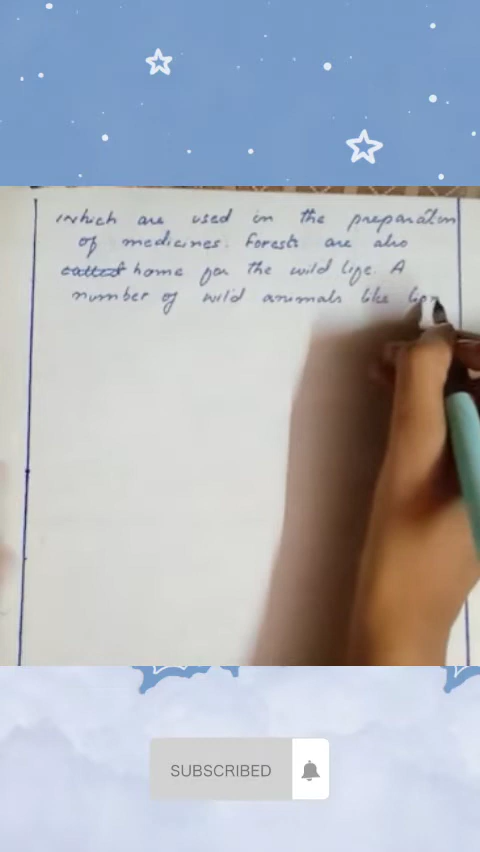 which are used in the preparation
of medicines. Forests are also
called home for the wild life. A
number of wild animals like lion
SUBSCRIBED